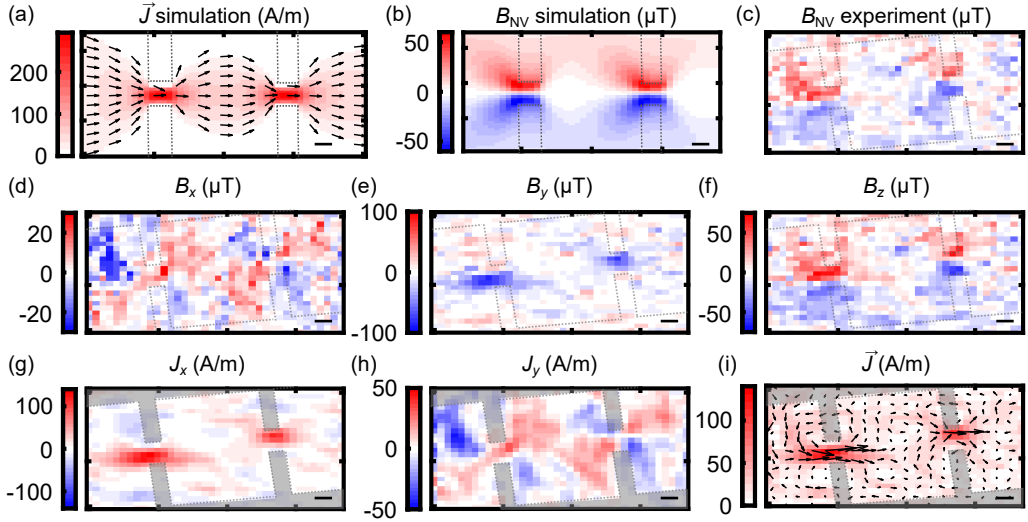 (a)
J⃗ simulation (A/m)
200
100
0
(b)
B_NV simulation (µT)
50
0
-50
(c)
B_NV experiment (µT)
(d)
B_x (µT)
20
0
-20
(e)
B_y (µT)
100
0
-100
(f)
B_z (µT)
50
0
-50
(g)
J_x (A/m)
100
0
-100
(h)
J_y (A/m)
50
0
-50
(i)
J⃗ (A/m)
100
50
0